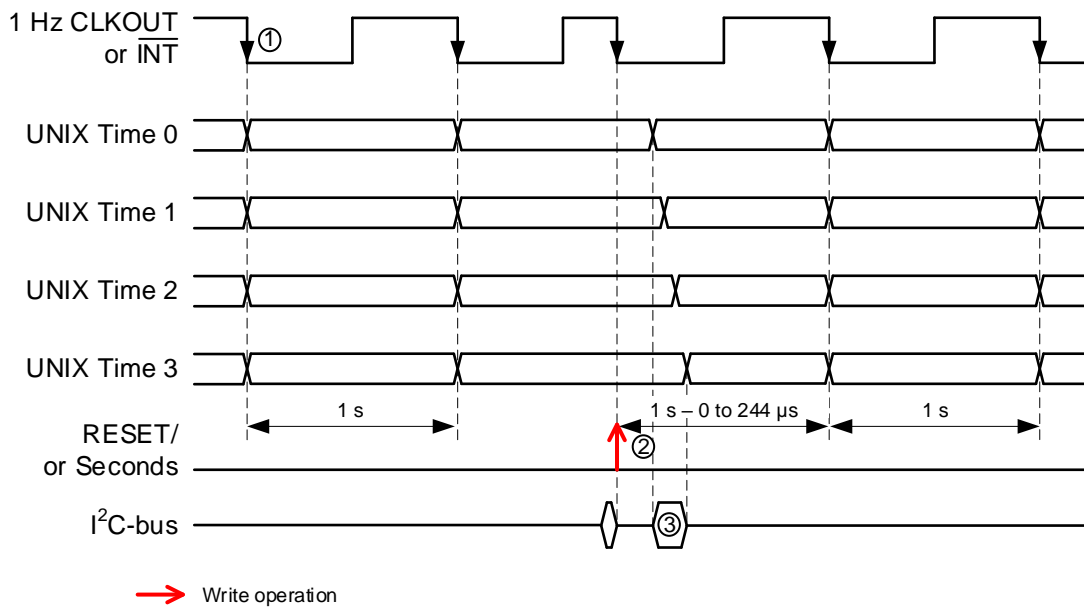 1 Hz CLKOUT
or INT
①
UNIX Time 0
UNIX Time 1
UNIX Time 2
UNIX Time 3
1 s
1 s – 0 to 244 µs
1 s
RESET/
or Seconds
②
I²C-bus
③
Write operation